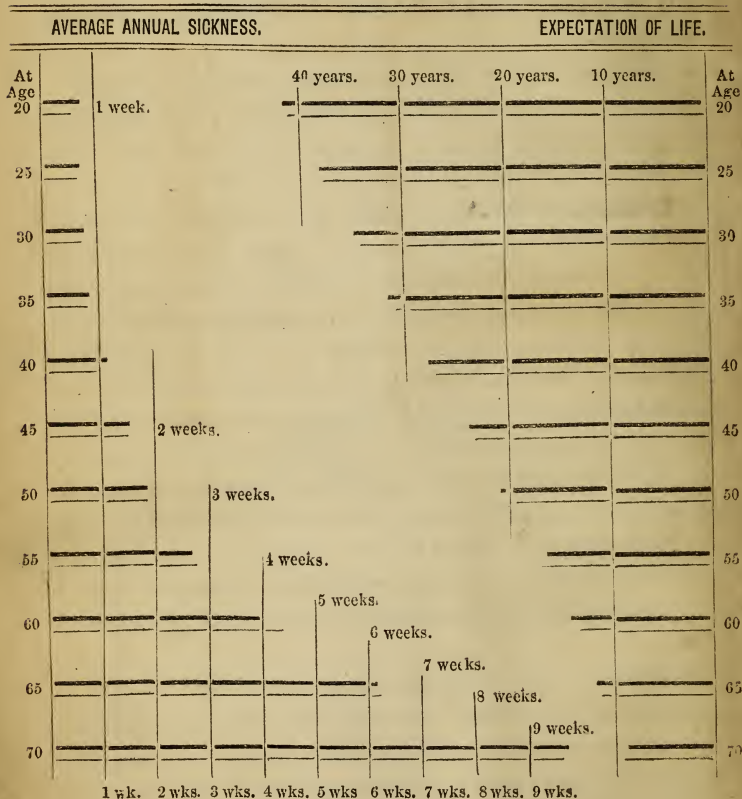 AVERAGE ANNUAL SICKNESS. EXPECTATION OF LIFE.
At Age 40 years. 30 years. 20 years. 10 years. At Age
20 1 week. 20
25 25
30 30
35 35
40 40
45 2 weeks. 45
50 3 weeks. 50
55 4 weeks. 55
5 weeks.
60 6 weeks. 60
7 weeks.
65 8 weeks. 65
9 weeks.
70 70
1 wk. 2 wks. 3 wks. 4 wks. 5 wks 6 wks. 7 wks. 8 wks. 9 wks.